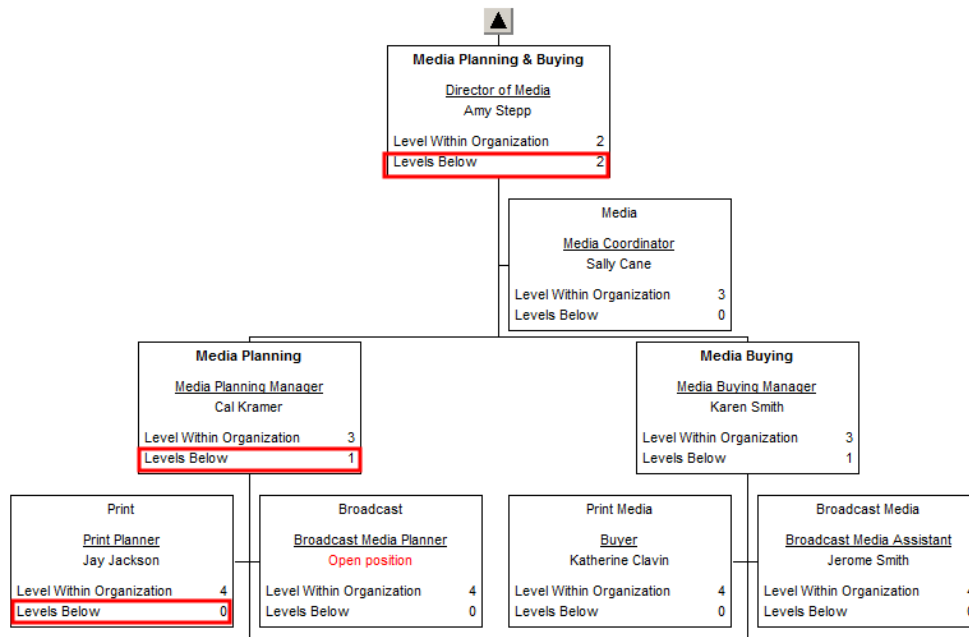 Media Planning & Buying
Director of Media
Amy Stepp
Level Within Organization 2
Levels Below 2
Media
Media Coordinator
Sally Cane
Level Within Organization 3
Levels Below 0
Media Planning
Media Planning Manager
Cal Kramer
Level Within Organization 3
Levels Below 1
Media Buying
Media Buying Manager
Karen Smith
Level Within Organization 3
Levels Below 1
Print
Print Planner
Jay Jackson
Level Within Organization 4
Levels Below 0
Broadcast
Broadcast Media Planner
Open position
Level Within Organization 4
Levels Below 0
Print Media
Buyer
Katherine Clavin
Level Within Organization 4
Levels Below 0
Broadcast Media
Broadcast Media Assistant
Jerome Smith
Level Within Organization 4
Levels Below 0